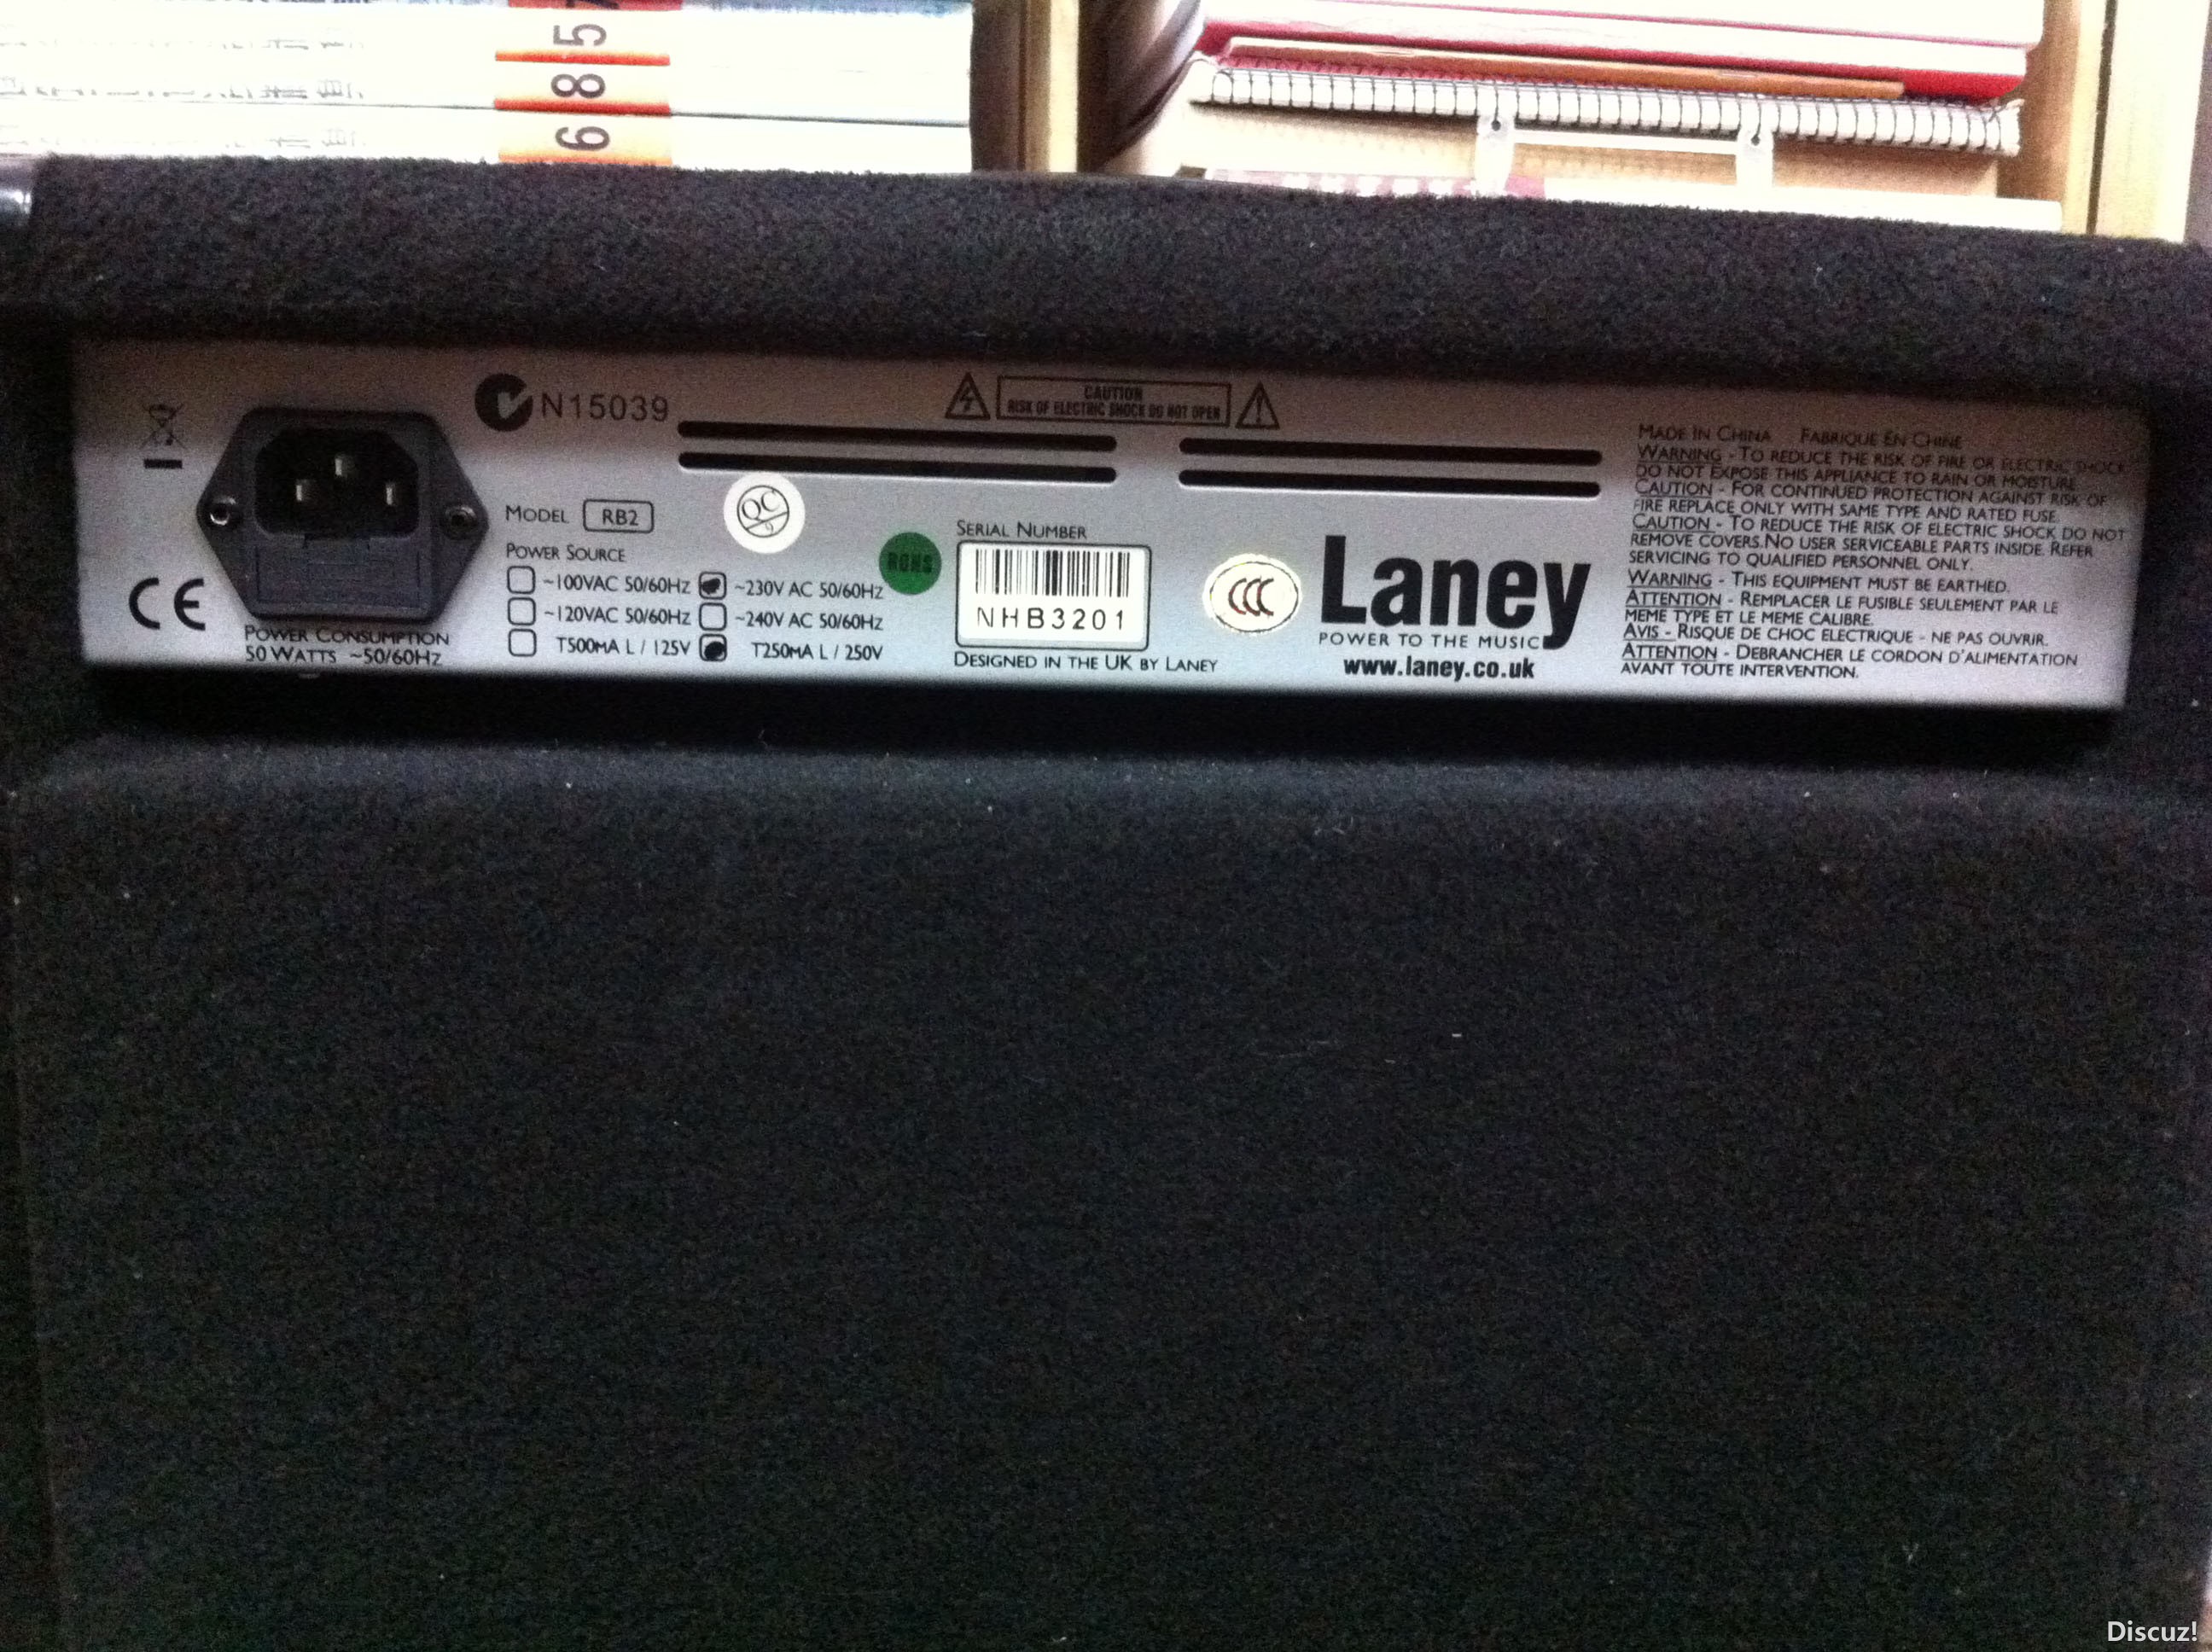 5
8
6
N15039
CAUTION
RISK OF ELECTRIC SHOCK DO NOT OPEN
MODEL RB2
QC
9
POWER SOURCE
~100VAC 50/60HZ ~230V AC 50/60HZ
~120VAC 50/60HZ ~240V AC 50/60HZ
T500MA L / 125V T250MA L / 250V
CE
POWER CONSUMPTION
50 WATTS ~50/60HZ
ROHS
SERIAL NUMBER
NHB3201
DESIGNED IN THE UK BY LANEY
CCC
Laney
POWER TO THE MUSIC
www.laney.co.uk
MADE IN CHINA FABRIQUE EN CHINE
WARNING - TO REDUCE THE RISK OF FIRE OR ELECTRIC SHOCK
DO NOT EXPOSE THIS APPLIANCE TO RAIN OR MOISTURE
CAUTION - FOR CONTINUED PROTECTION AGAINST RISK OF
FIRE REPLACE ONLY WITH SAME TYPE AND RATED FUSE
CAUTION - TO REDUCE THE RISK OF ELECTRIC SHOCK DO NOT
REMOVE COVERS.NO USER SERVICEABLE PARTS INSIDE. REFER
SERVICING TO QUALIFIED PERSONNEL ONLY.
WARNING - THIS EQUIPMENT MUST BE EARTHED.
ATTENTION - REMPLACER LE FUSIBLE SEULEMENT PAR LE
MEME TYPE ET LE MEME CALIBRE.
AVIS - RISQUE DE CHOC ELECTRIQUE - NE PAS OUVRIR.
ATTENTION - DEBRANCHER LE CORDON D'ALIMENTATION
AVANT TOUTE INTERVENTION.
Discuz!